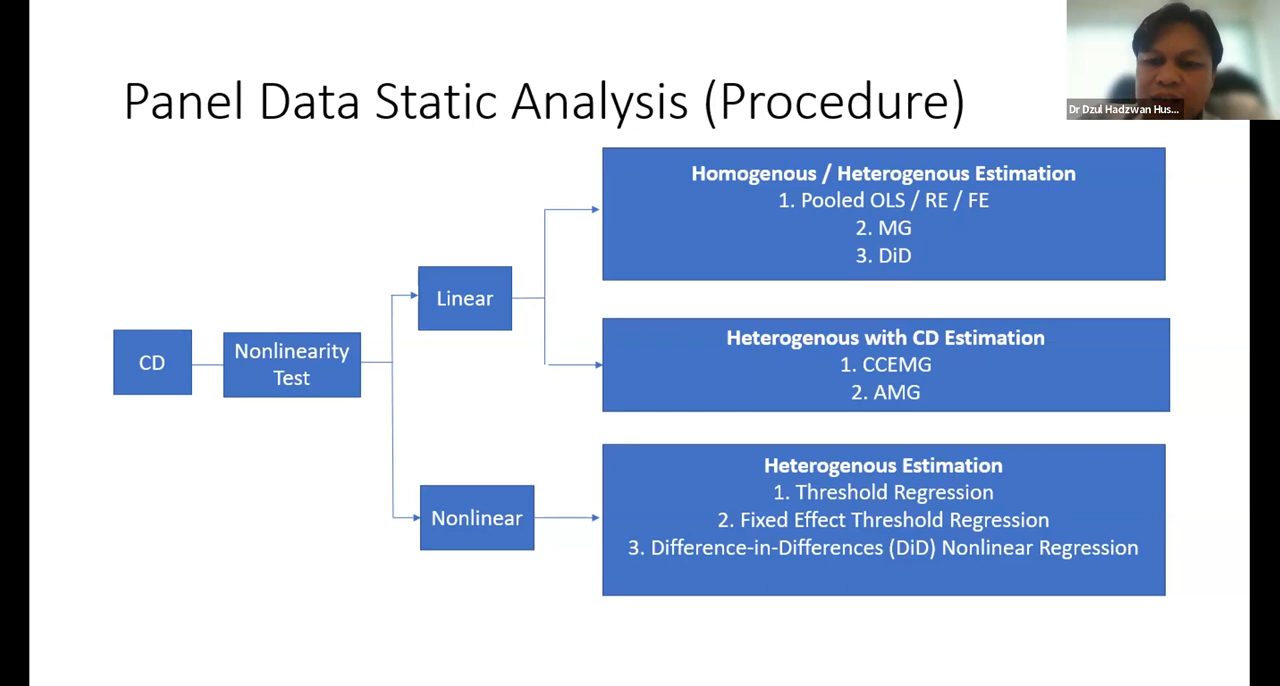 Panel Data Static Analysis (Procedure)
Dr Dzul Hadzwan Hus...
Homogenous / Heterogenous Estimation
1. Pooled OLS / RE / FE
2. MG
3. DiD
Linear
Heterogenous with CD Estimation
1. CCEMG
2. AMG
CD
Nonlinearity
Test
Nonlinear
Heterogenous Estimation
1. Threshold Regression
2. Fixed Effect Threshold Regression
3. Difference-in-Differences (DiD) Nonlinear Regression